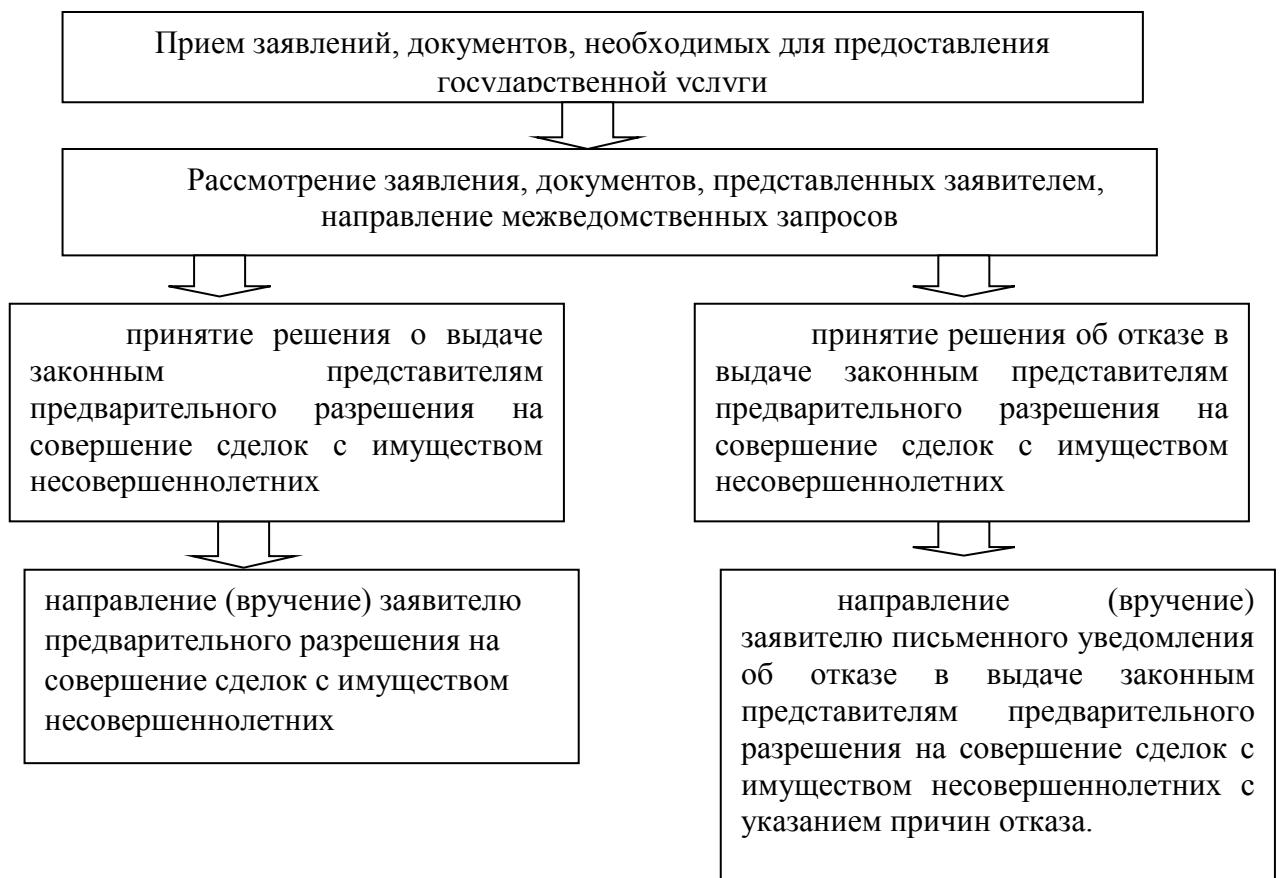 Прием заявлений, документов, необходимых для предоставления
государственной услуги
Рассмотрение заявления, документов, представленных заявителем,
направление межведомственных запросов
принятие решения о выдаче
законным представителям
предварительного разрешения на
совершение сделок с имуществом
несовершеннолетних
принятие решения об отказе в
выдаче законным представителям
предварительного разрешения на
совершение сделок с имуществом
несовершеннолетних
направление (вручение) заявителю
предварительного разрешения на
совершение сделок с имуществом
несовершеннолетних
направление (вручение)
заявителю письменного уведомления
об отказе в выдаче законным
представителям предварительного
разрешения на совершение сделок с
имуществом несовершеннолетних с
указанием причин отказа.